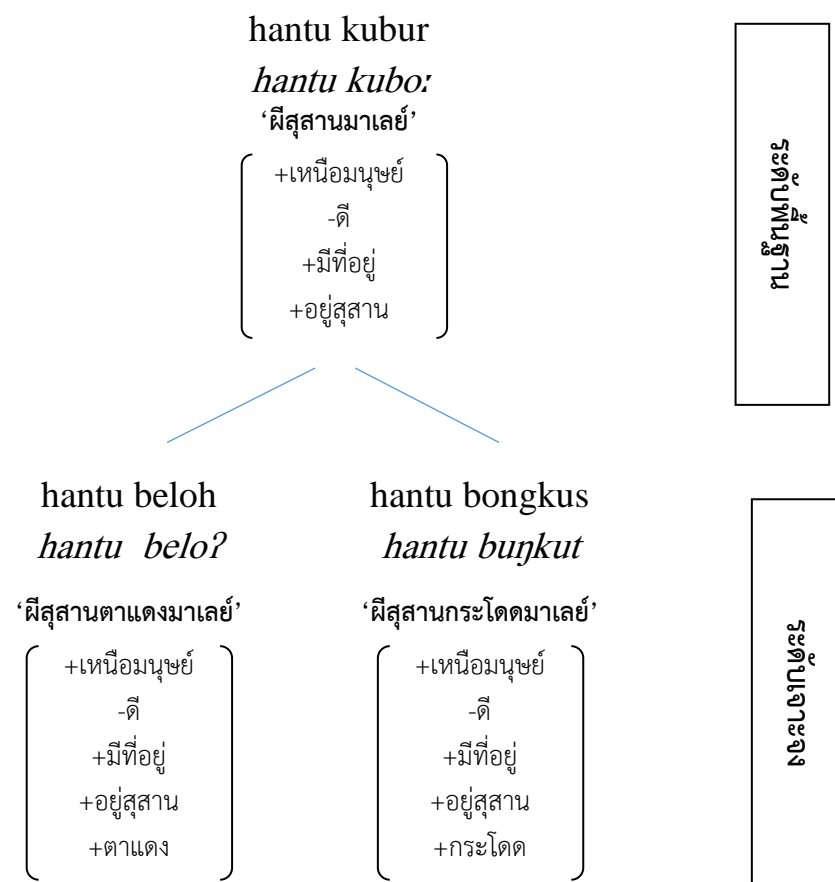 hantu kubur
hantu kubo:
‘ผีสุสานมาเลย์’
+เหนือมนุษย์
-ดี
+มีที่อยู่
+อยู่สุสาน
ระดับพื้นฐาน
hantu beloh
hantu beloʔ
‘ผีสุสานตาแดงมาเลย์’
+เหนือมนุษย์
-ดี
+มีที่อยู่
+อยู่สุสาน
+ตาแดง
hantu bongkus
hantu buŋkut
‘ผีสุสานกระโดดมาเลย์’
+เหนือมนุษย์
-ดี
+มีที่อยู่
+อยู่สุสาน
+กระโดด
ระดับเจาะจง